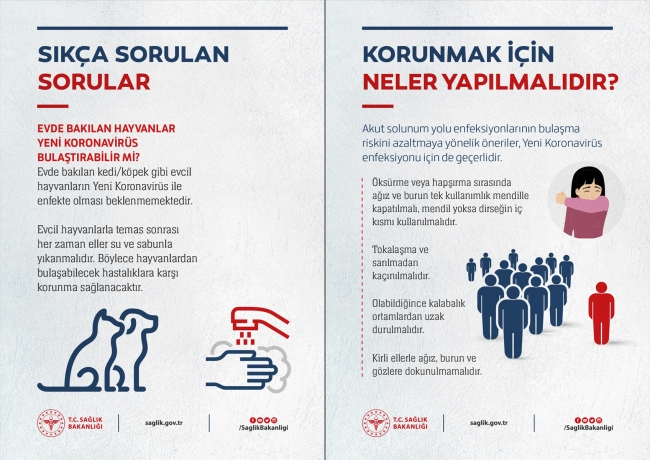 SIKÇA SORULAN
SORULAR
EVDE BAKILAN HAYVANLAR
YENİ KORONAVİRÜS
BULAŞTIRABİLİR Mİ?
Evde bakılan kedi/köpek gibi evcil
hayvanların Yeni Koronavirüs ile
enfekte olması beklenmemektedir.
Evcil hayvanlarla temas sonrası
her zaman eller su ve sabunla
yıkanmalıdır. Böylece hayvanlardan
bulaşabilecek hastalıklara karşı
korunma sağlanacaktır.
T.C. SAĞLIK
BAKANLIĞI
saglik.gov.tr
/SaglikBakanligi
KORUNMAK İÇİN
NELER YAPILMALIDIR?
Akut solunum yolu enfeksiyonlarının bulaşma
riskini azaltmaya yönelik öneriler, Yeni Koronavirüs
enfeksiyonu için de geçerlidir.
Öksürme veya hapşırma sırasında
ağız ve burun tek kullanımlık mendille
kapatılmalı, mendil yoksa dirseğin iç
kısmı kullanılmalıdır.
Tokalaşma ve
sarılmadan
kaçınılmalıdır.
Olabildiğince kalabalık
ortamlardan uzak
durulmalıdır.
Kirli ellerle ağız, burun ve
gözlere dokunulmamalıdır.
T.C. SAĞLIK
BAKANLIĞI
saglik.gov.tr
/SaglikBakanligi